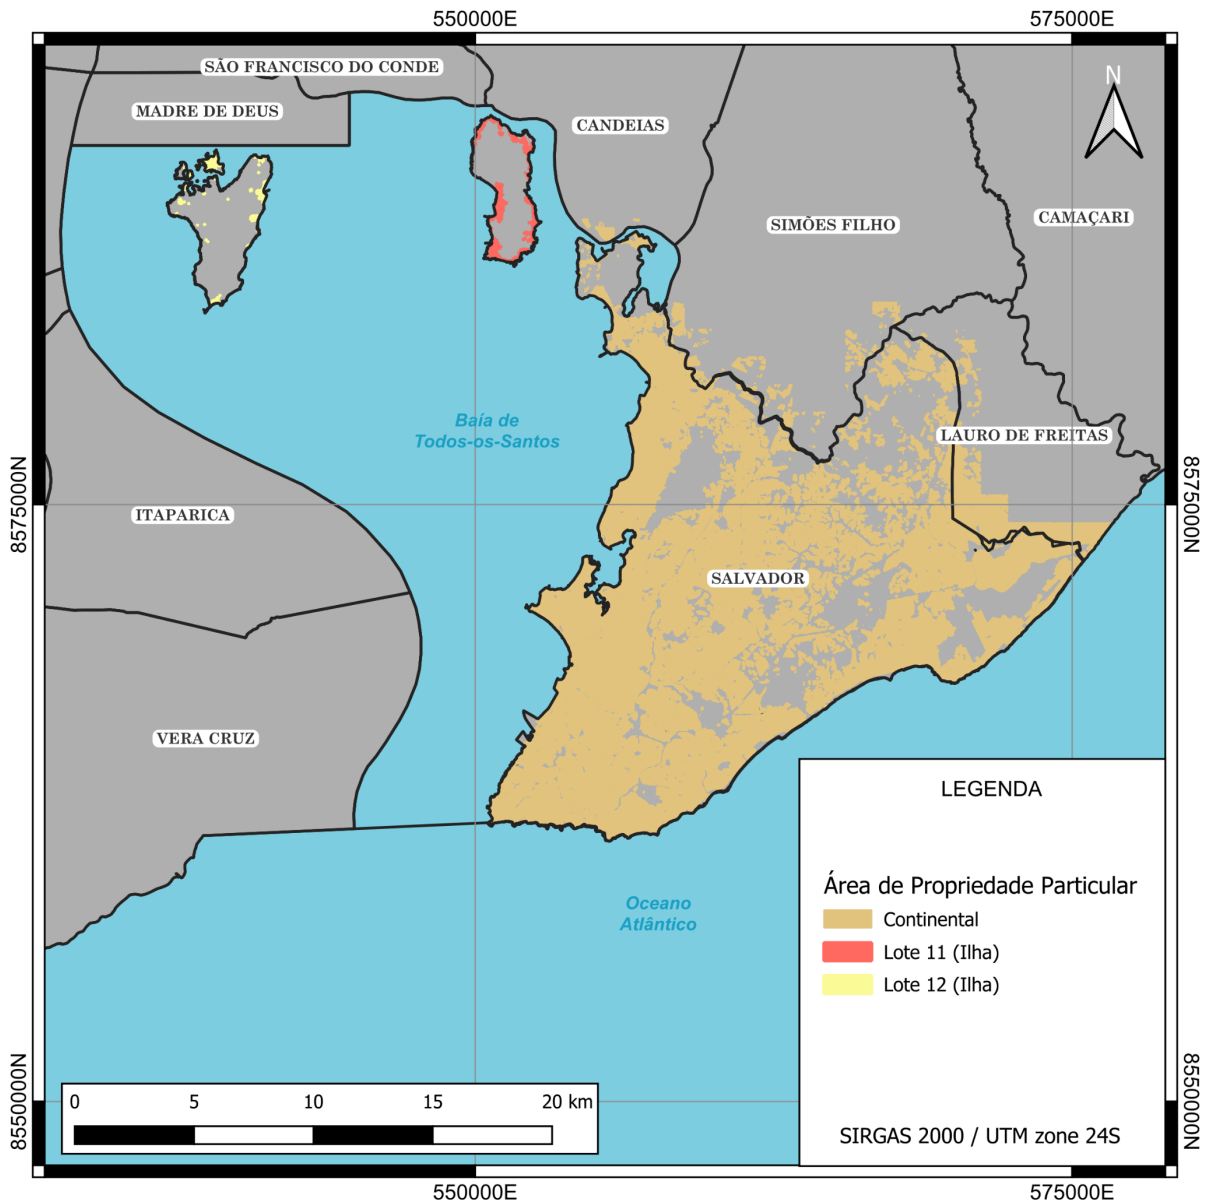 550000E
575000E
SÃO FRANCISCO DO CONDE
N
MADRE DE DEUS
CANDEIAS
CAMAÇARI
SIMÕES FILHO
Baía de
Todos-os-Santos
LAURO DE FREITAS
8575000N
8575000N
ITAPARICA
SALVADOR
VERA CRUZ
LEGENDA
Área de Propriedade Particular
Continental
Lote 11 (Ilha)
Lote 12 (Ilha)
Oceano
Atlântico
8550000N
8550000N
0 5 10 15 20 km
SIRGAS 2000 / UTM zone 24S
550000E
575000E